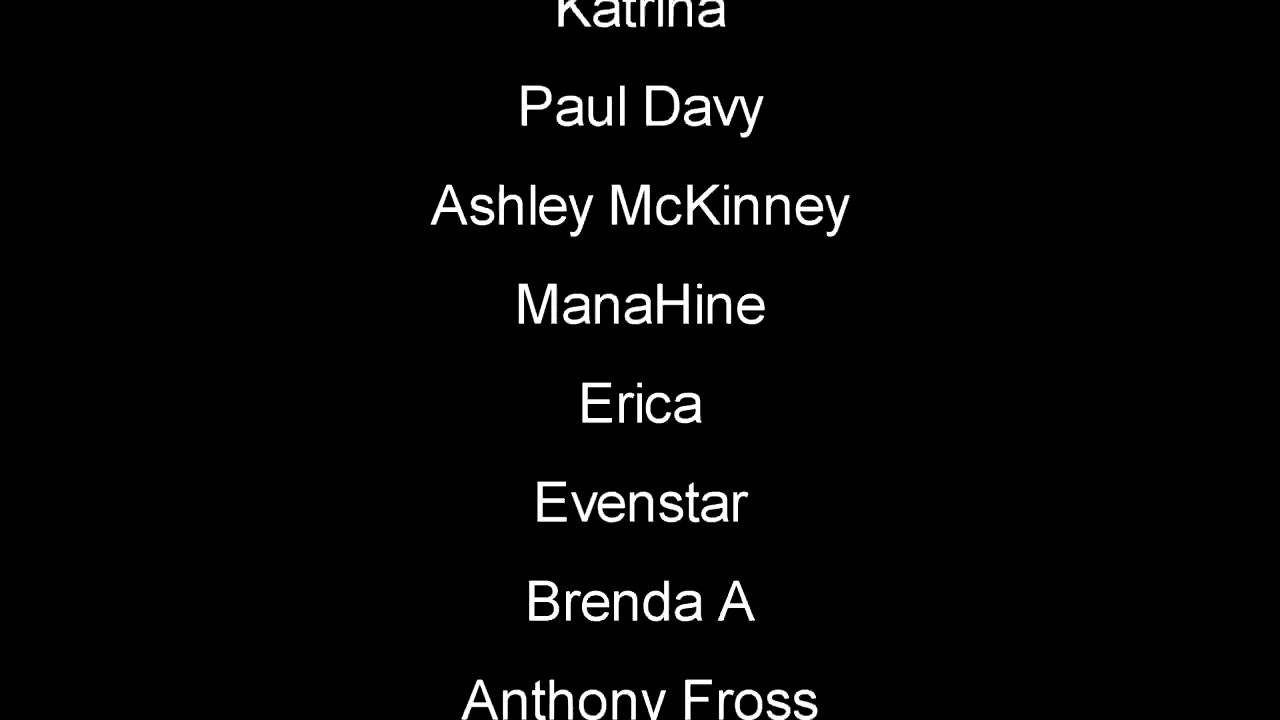 Katrina
Paul Davy
Ashley McKinney
ManaHine
Erica
Evenstar
Brenda A
Anthony Fross